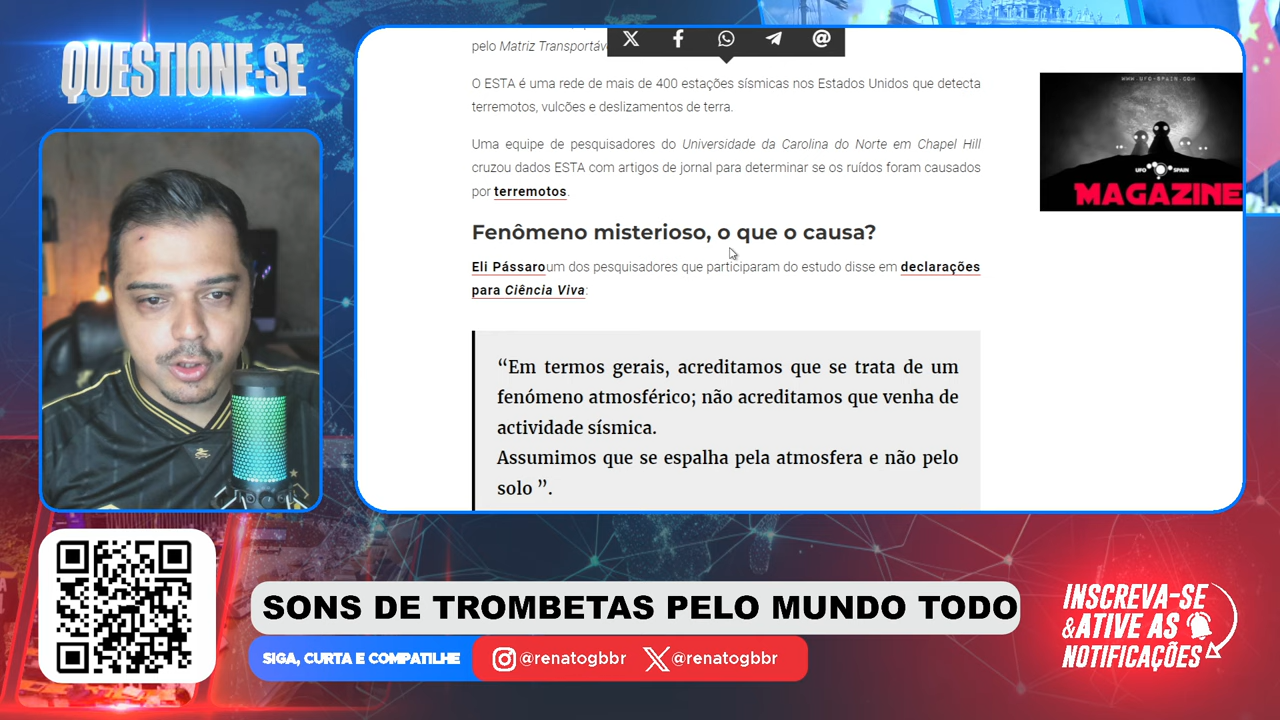 QUESTIONE-SE
pelo Matriz Transportáv
O ESTA é uma rede de mais de 400 estações sísmicas nos Estados Unidos que detecta
terremotos, vulcões e deslizamentos de terra.
Uma equipe de pesquisadores do Universidade da Carolina do Norte em Chapel Hill
cruzou dados ESTA com artigos de jornal para determinar se os ruídos foram causados
por terremotos.
Fenômeno misterioso, o que o causa?
Eli Pássaroum dos pesquisadores que participaram do estudo disse em declarações
para Ciência Viva:
“Em termos gerais, acreditamos que se trata de um
fenómeno atmosférico; não acreditamos que venha de
actividade sísmica.
Assumimos que se espalha pela atmosfera e não pelo
solo ”.
WWW.UFO-SPAIN.COM
UFO SPAIN
MAGAZINE
SONS DE TROMBETAS PELO MUNDO TODO
SIGA, CURTA E COMPATILHE
@renatogbbr
@renatogbbr
INSCREVA-SE
&ATIVE AS
NOTIFICAÇÕES